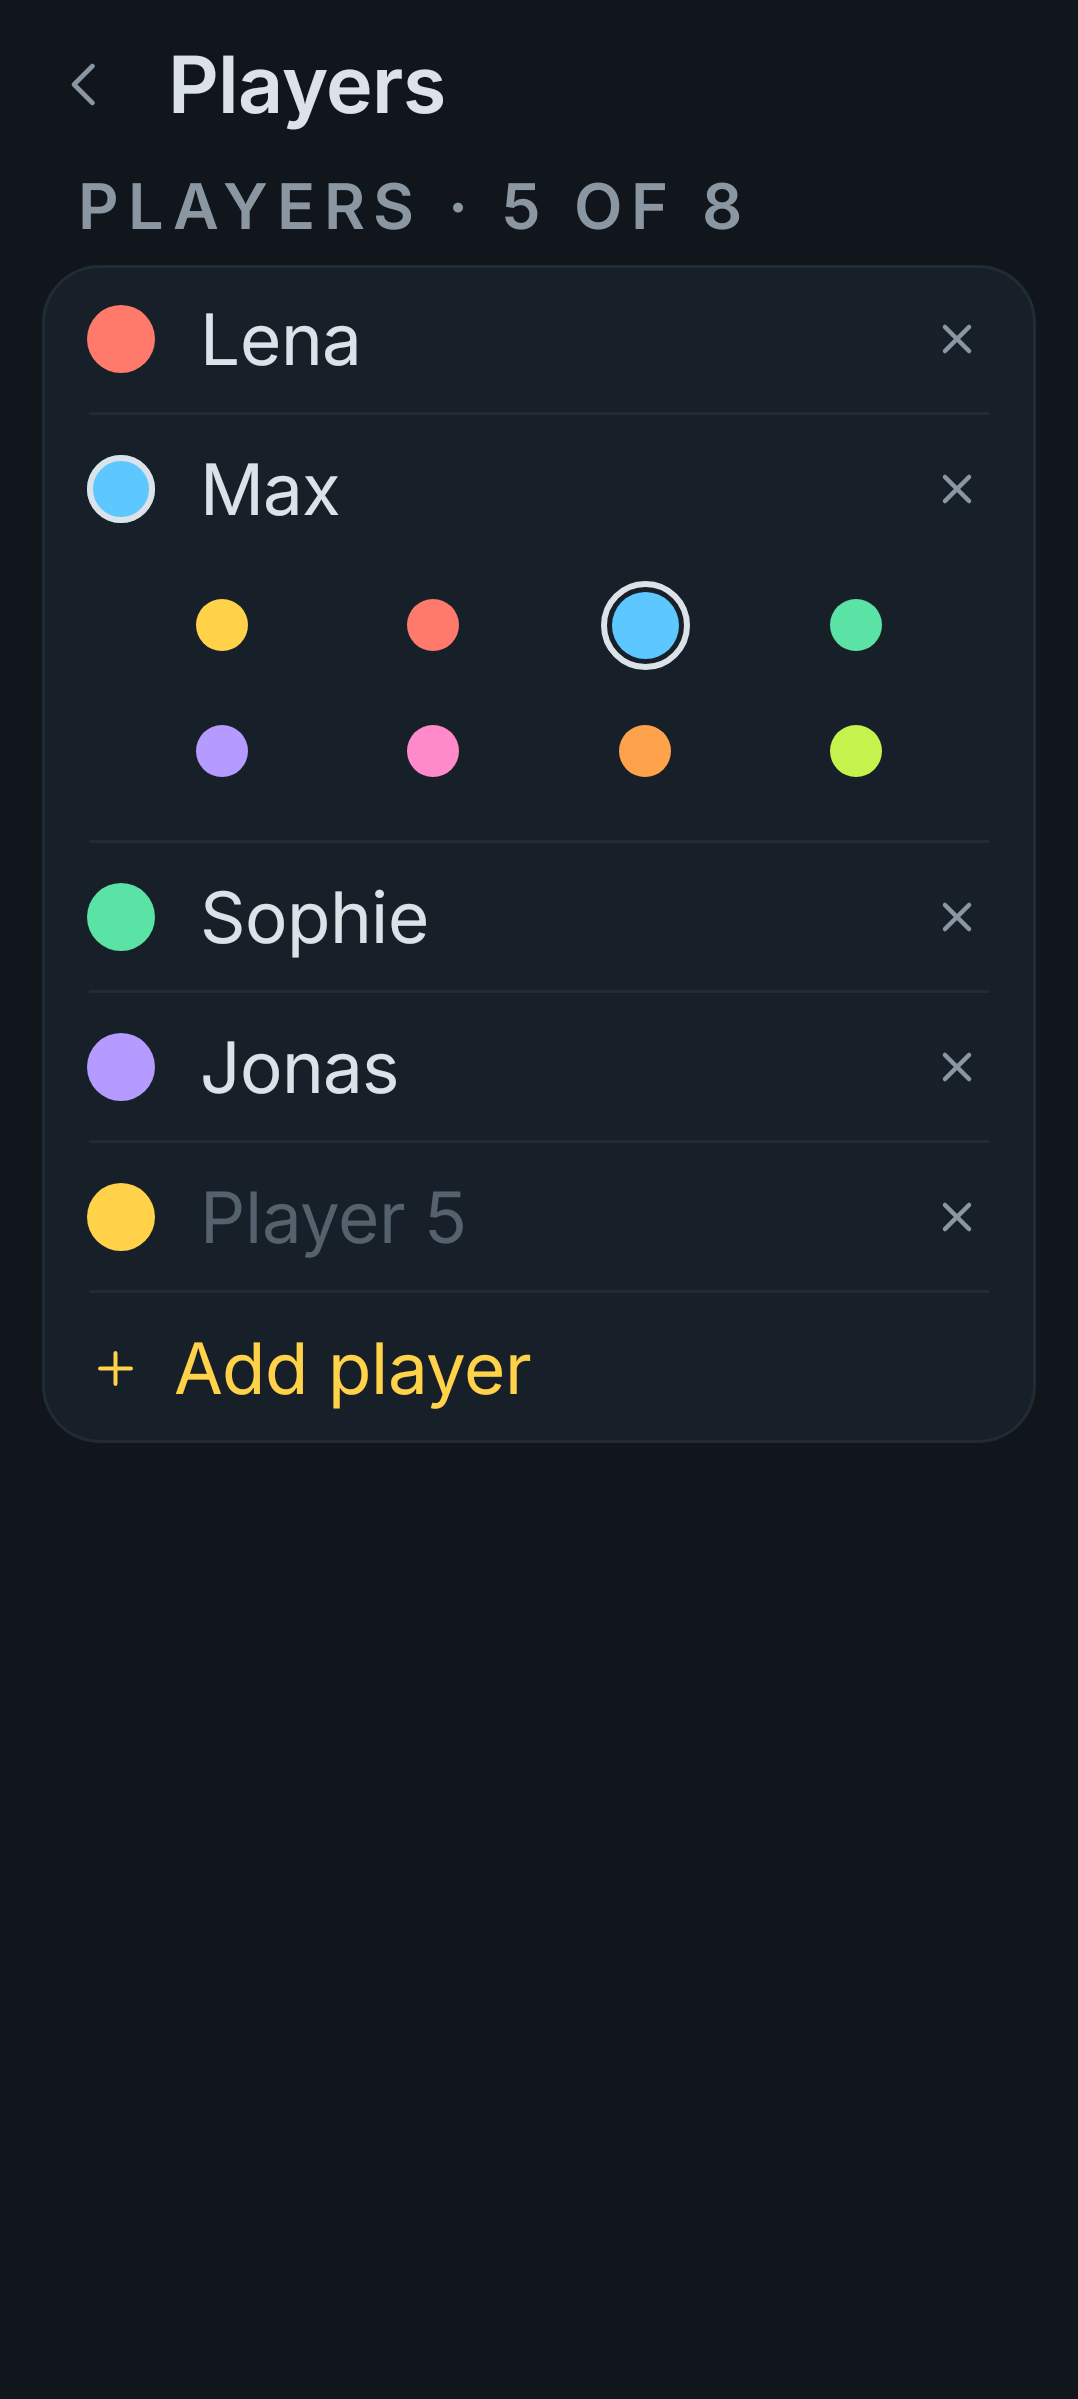 Players
PLAYERS · 5 OF 8
Lena
Max
Sophie
Jonas
Player 5
Add player